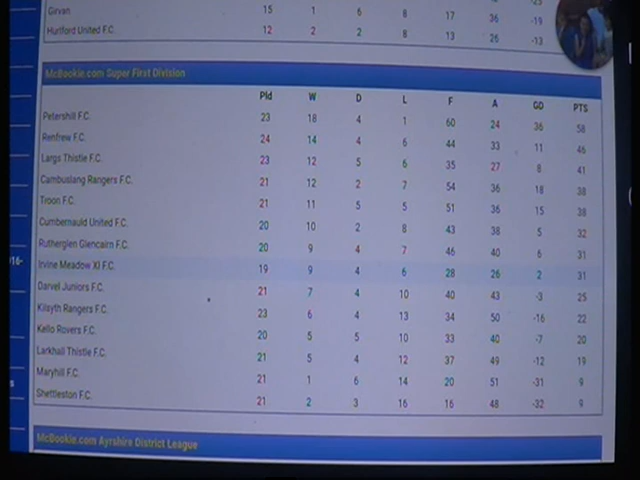 Girvan 15 1 6 8 17 36 -19
Hurlford United F.C. 12 2 2 8 13 26 -13
McBookie.com Super First Division
Pld W D L F A GD PTS
Petershill F.C. 23 18 4 1 60 24 36 58
Renfrew F.C. 24 14 4 6 44 33 11 46
Largs Thistle F.C. 23 12 5 6 35 27 8 41
Cambuslang Rangers F.C. 21 12 2 7 54 36 18 38
Troon F.C. 21 11 5 5 51 36 15 38
Cumbernauld United F.C. 20 10 2 8 43 38 5 32
Rutherglen Glencairn F.C. 20 9 4 7 46 40 6 31
16- Irvine Meadow XI F.C. 19 9 4 6 28 26 2 31
Darvel Juniors F.C. 21 7 4 10 40 43 -3 25
Kilsyth Rangers F.C. 23 6 4 13 34 50 -16 22
Kello Rovers F.C. 20 5 5 10 33 40 -7 20
Larkhall Thistle F.C. 21 5 4 12 37 49 -12 19
Maryhill F.C. 21 1 6 14 20 51 -31 9
Shettleston F.C. 21 2 3 16 16 48 -32 9
McBookie.com Ayrshire District League